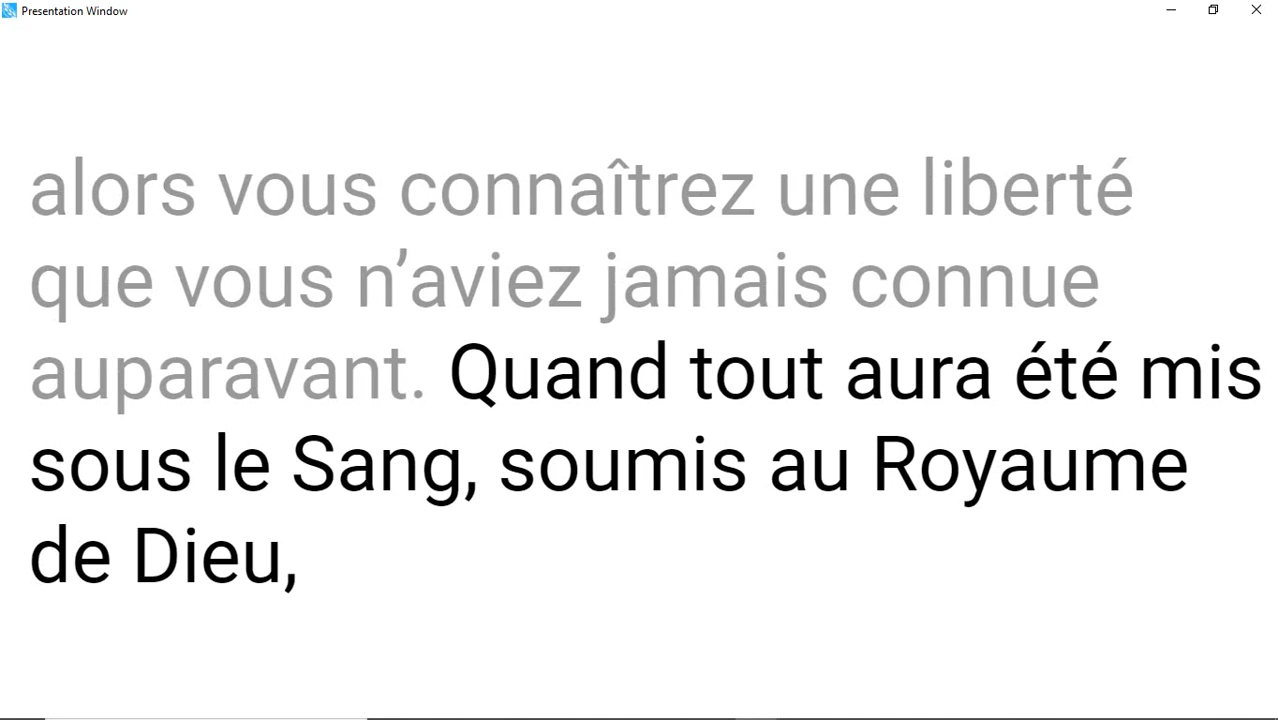 Presentation Window
alors vous connaîtrez une liberté
que vous n’aviez jamais connue
auparavant. Quand tout aura été mis
sous le Sang, soumis au Royaume
de Dieu,